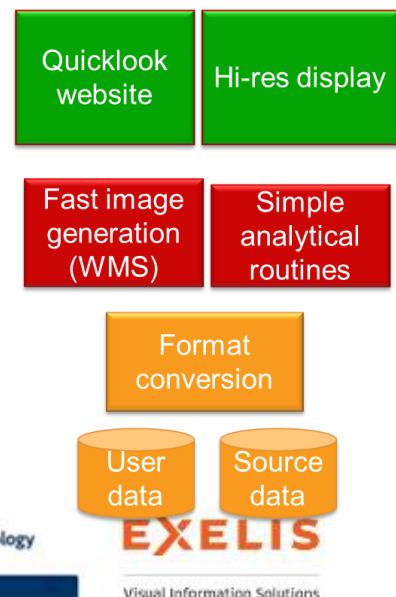 Quicklook
website
Hi-res display
Fast image
generation
(WMS)
Simple
analytical
routines
Format
conversion
User
data
Source
data
EXELIS
Visual Information Solutions